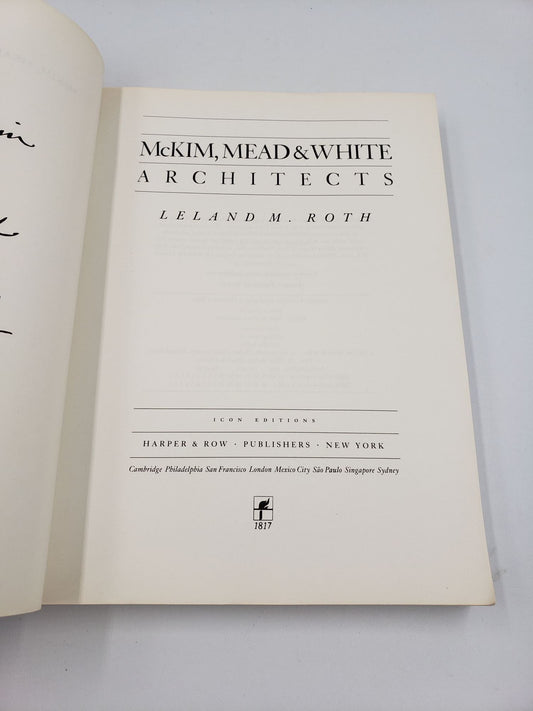 McKIM, MEAD & WHITE
ARCHITECTS
LELAND M. ROTH
ICON EDITIONS
HARPER & ROW · PUBLISHERS · NEW YORK
Cambridge Philadelphia San Francisco London Mexico City São Paulo Singapore Sydney
1817